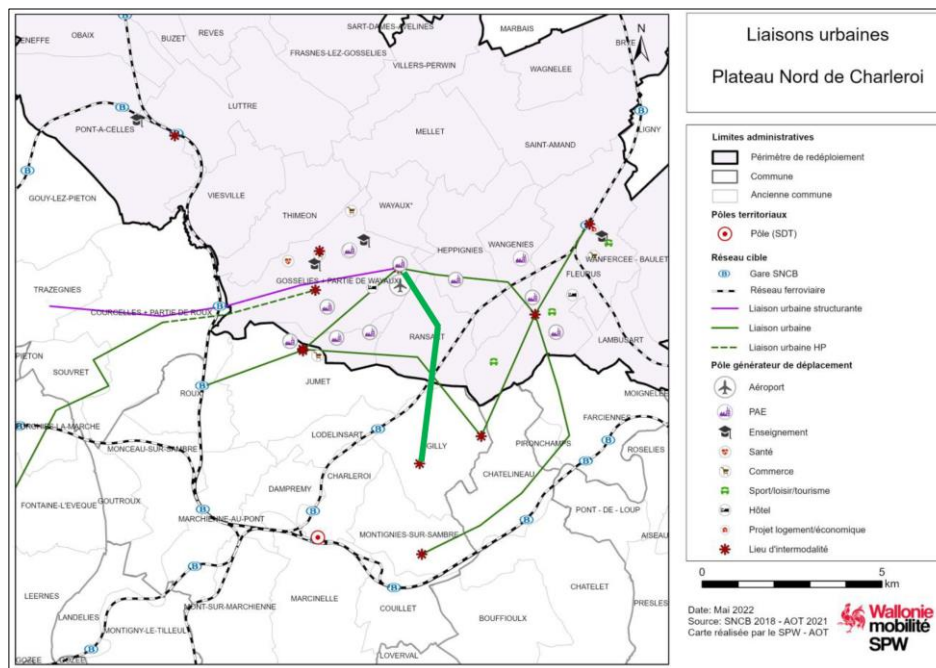 Liaisons urbaines
Plateau Nord de Charleroi
Limites administratives
Périmètre de redéploiement
Commune
Ancienne commune
Pôles territoriaux
Pôle (SDT)
Réseau cible
Gare SNCB
Réseau ferroviaire
Liaison urbaine structurante
Liaison urbaine
Liaison urbaine HP
Pôle générateur de déplacement
Aéroport
PAE
Enseignement
Santé
Commerce
Sport/loisir/tourisme
Hôtel
Projet logement/économique
Lieu d'intermodalité
0 5
km
Date: Mai 2022
Source: SNCB 2018 - AOT 2021
Carte réalisée par le SPW - AOT
Wallonie
mobilité
SPW
N
SART-DAMES-AVELINES
MARBAIS
OBAIX
BUZET
REVES
FRASNES-LEZ-GOSSELIES
VILLERS-PERWIN
WAGNELEE
BRYE
LUTTRE
PONT-A-CELLES
MELLET
LIGNY
SAINT-AMAND
GOUY-LEZ-PIETON
VIESVILLE
THIMEON
WAYAUX*
HEPPIGNIES
WANGENIES
WANFERCEE - BAULET
FLEURUS
GOSSELIES + PARTIE DE WAYAUX
TRAZEGNIES
COURCELLES + PARTIE DE ROUX
RANSART
LAMBUSART
PIETON
SOUVRET
JUMET
ROUX
MOIGNELEE
FARCIENNES
LODELINSART
GILLY
PIRONCHAMPS
ROSELIES
MONCEAU-SUR-SAMBRE
CHARLEROI
CHATELINEAU
DAMPREMY
FONTAINE-L'EVEQUE
GOUTROUX
MARCHIENNE-AU-PONT
PONT - DE - LOUP
MONTIGNIES-SUR-SAMBRE
AISEAU
LEERNES
MARCINELLE
COUILLET
CHATELET
PRESLES
MONT-SUR-MARCHIENNE
BOUFFIOULX
LANDELIES
MONTIGNY-LE-TILLEUL
LOVERVAL
GOZEE